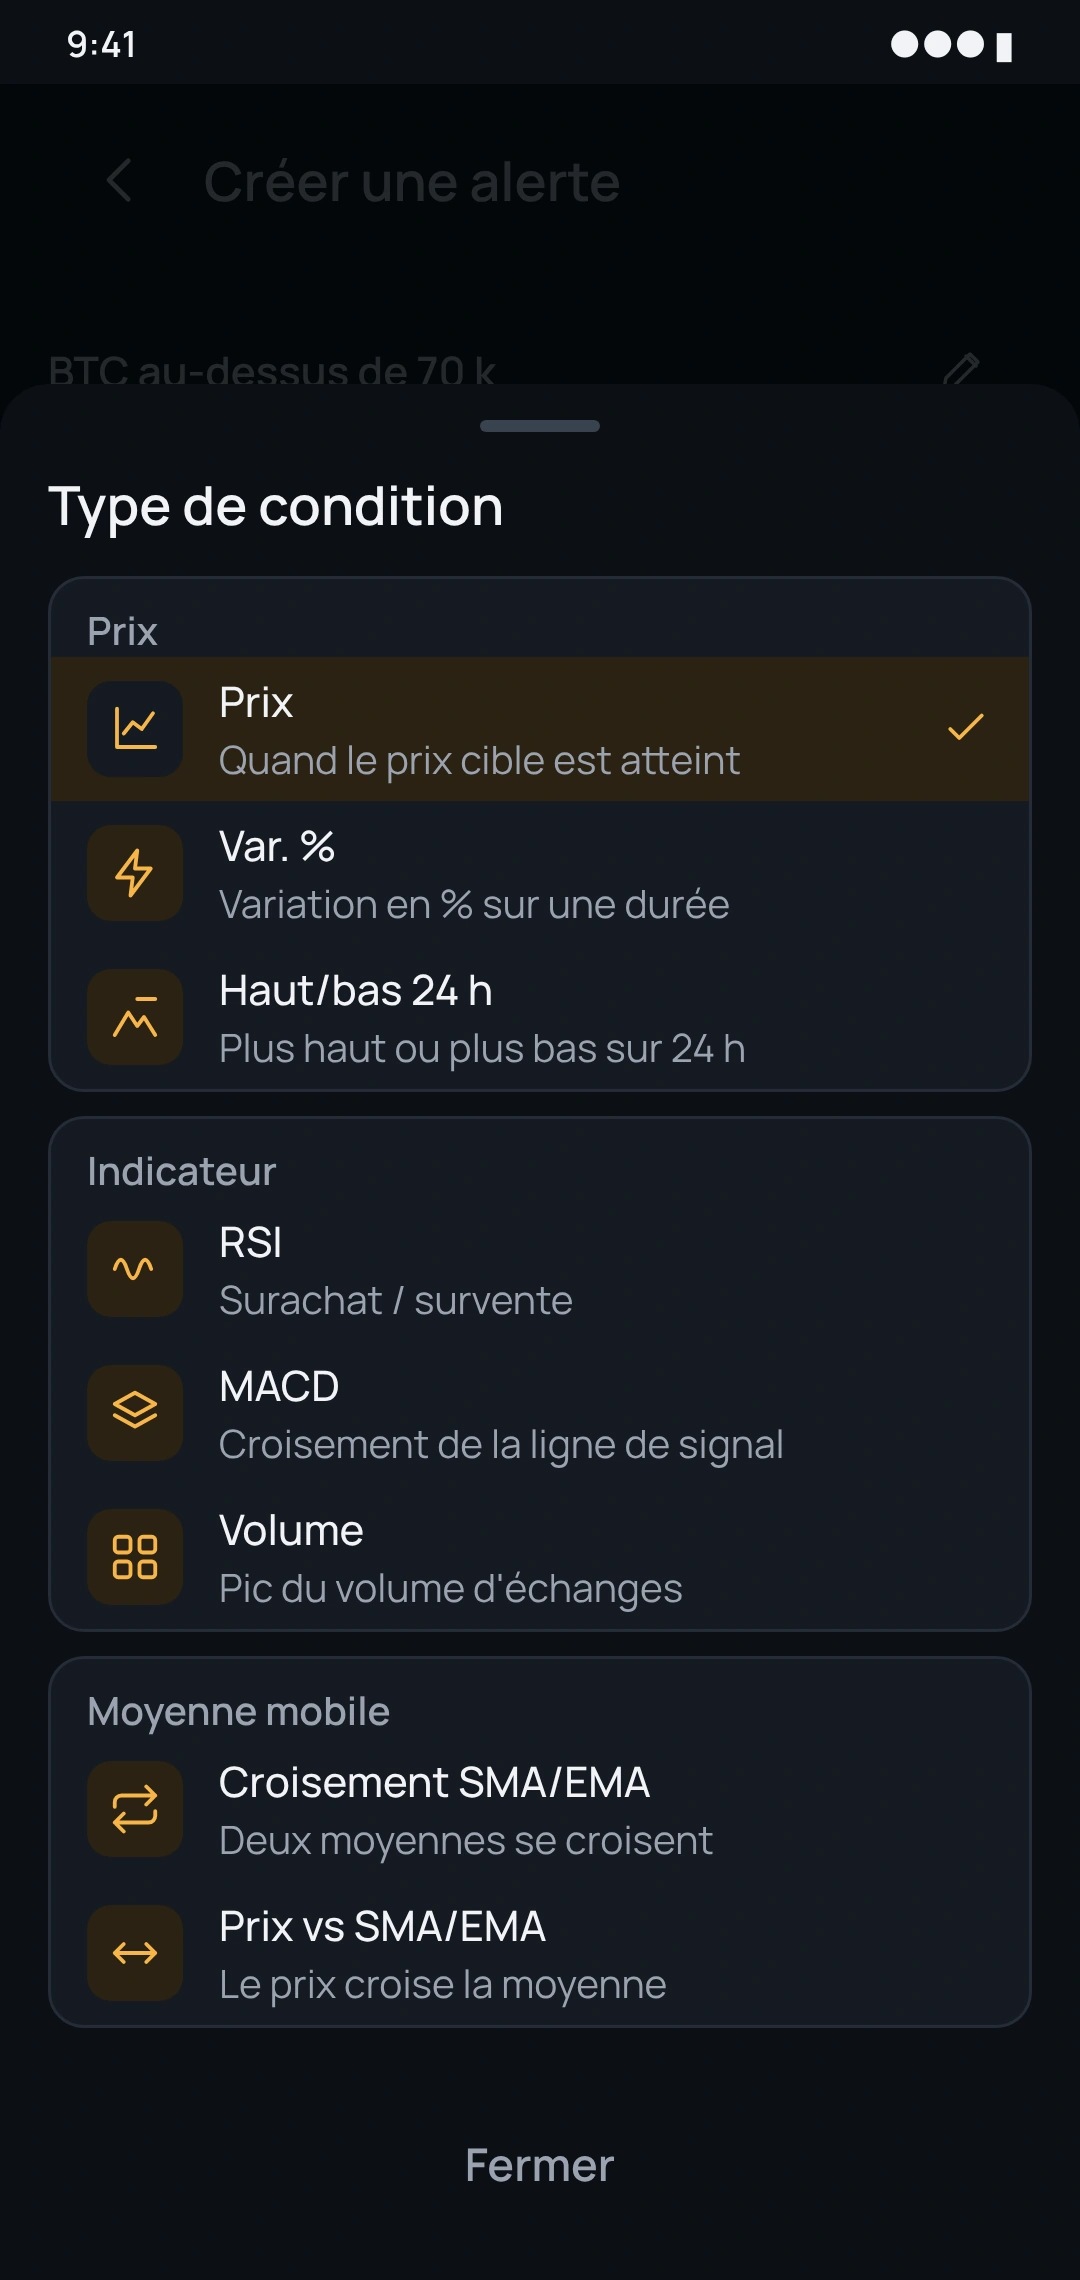 9:41
Créer une alerte
BTC au-dessus de 70 k
Type de condition
Prix
Prix
Quand le prix cible est atteint
Var. %
Variation en % sur une durée
Haut/bas 24 h
Plus haut ou plus bas sur 24 h
Indicateur
RSI
Surachat / survente
MACD
Croisement de la ligne de signal
Volume
Pic du volume d'échanges
Moyenne mobile
Croisement SMA/EMA
Deux moyennes se croisent
Prix vs SMA/EMA
Le prix croise la moyenne
Fermer